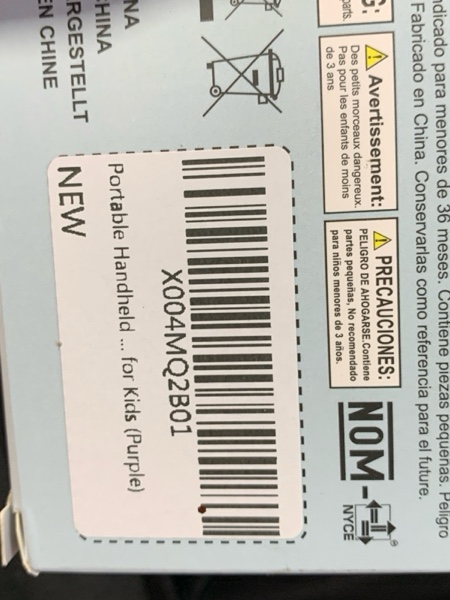 ndicado para menores de 36 meses. Contiene piezas pequeñas. Peligro
Fabricado en China. Conservarlas como referencia para el futuro.
G:
parts.
Avertissement:
Des petits morceaux dangereux.
Pas pour les enfants de moins
de 3 ans
PRECAUCIONES:
PELIGRO DE AHOGARSE.Contiene
partes pequeñas, No recomendado
para niños menores de 3 años.
NOM-
NYCE
®
NA
CHINA
ERGESTELLT
EN CHINE
X004MQ2B01
Portable Handheld ... for Kids (Purple)
NEW